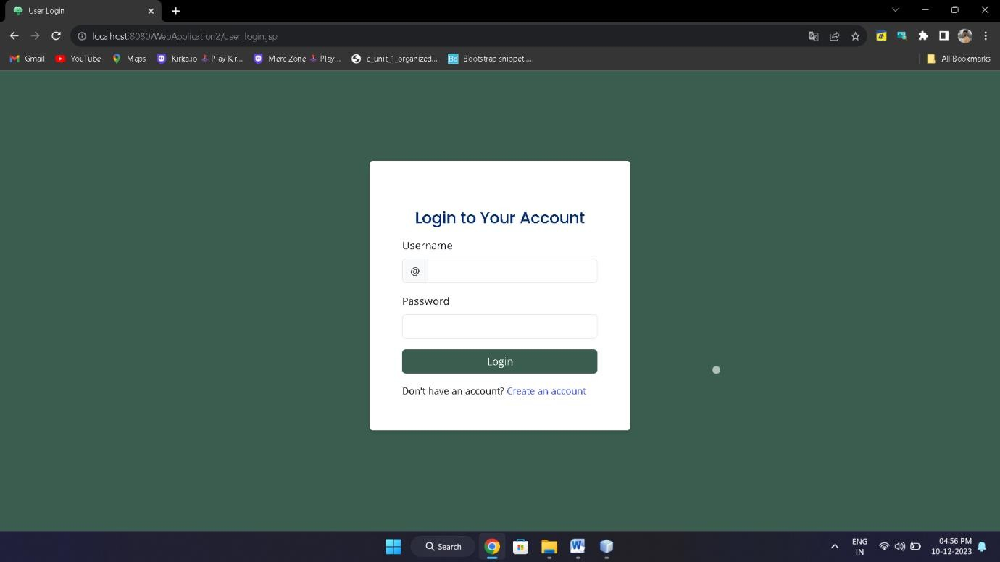 User Login
localhost:8080/WebApplication2/user_login.jsp
Gmail YouTube Maps Kirka.io Play Kir... Merc Zone Play... c_unit_1_organized... Bd Bootstrap snippet.... All Bookmarks
Login to Your Account
Username
@
Password
Login
Don't have an account? Create an account
Search
ENG
IN
04:56 PM
10-12-2023